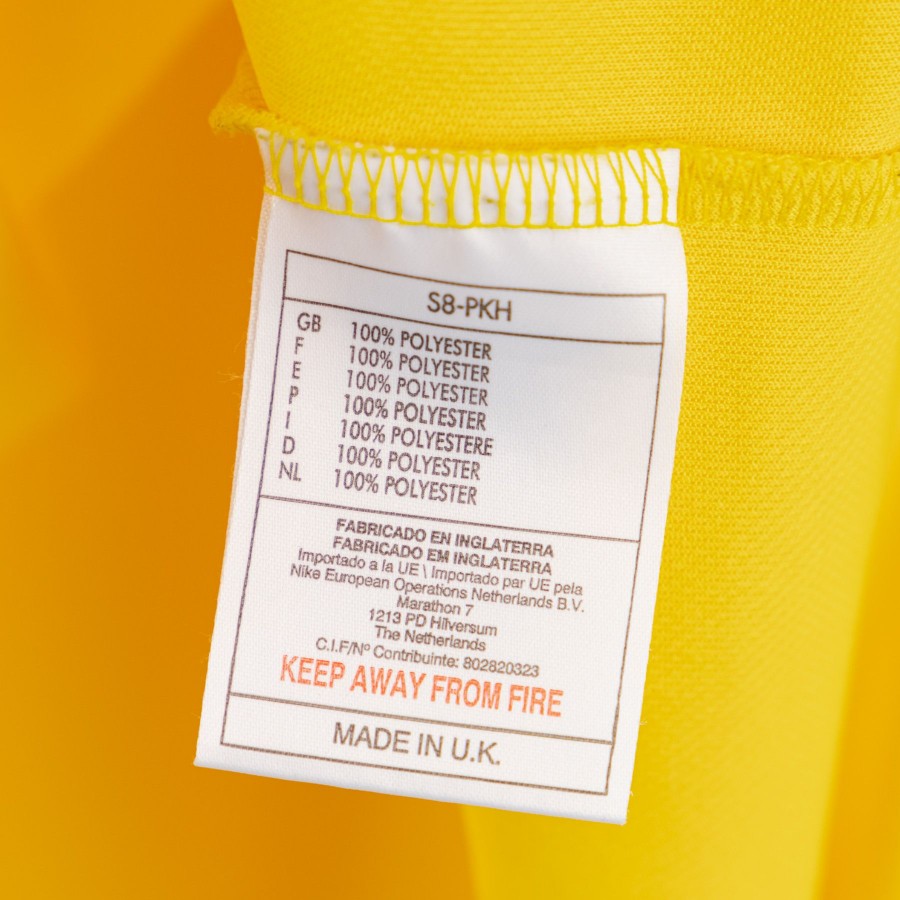 S8-PKH
GB 100% POLYESTER
F 100% POLYESTER
E 100% POLYESTER
P 100% POLYESTER
I 100% POLYESTERE
D 100% POLYESTER
NL 100% POLYESTER
FABRICADO EN INGLATERRA
FABRICADO EM INGLATERRA
Importado a la UE \ Importado par UE pela
Nike European Operations Netherlands B.V.
Marathon 7
1213 PD Hilversum
The Netherlands
C.I.F/Nº Contribuinte: 802820323
KEEP AWAY FROM FIRE
MADE IN U.K.